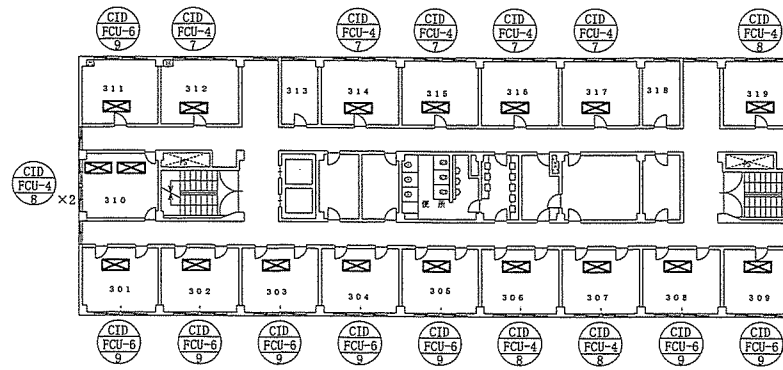 CID FCU-6 9
CID FCU-4 7
CID FCU-4 7
CID FCU-4 7
CID FCU-4 7
CID FCU-4 7
CID FCU-4 8
311
312
313
314
315
316
317
318
319
CID FCU-4 8 ×2
310
便 所
301
302
303
304
305
306
307
308
309
CID FCU-6 9
CID FCU-6 9
CID FCU-6 9
CID FCU-6 9
CID FCU-6 9
CID FCU-4 8
CID FCU-4 8
CID FCU-6 9
CID FCU-6 9